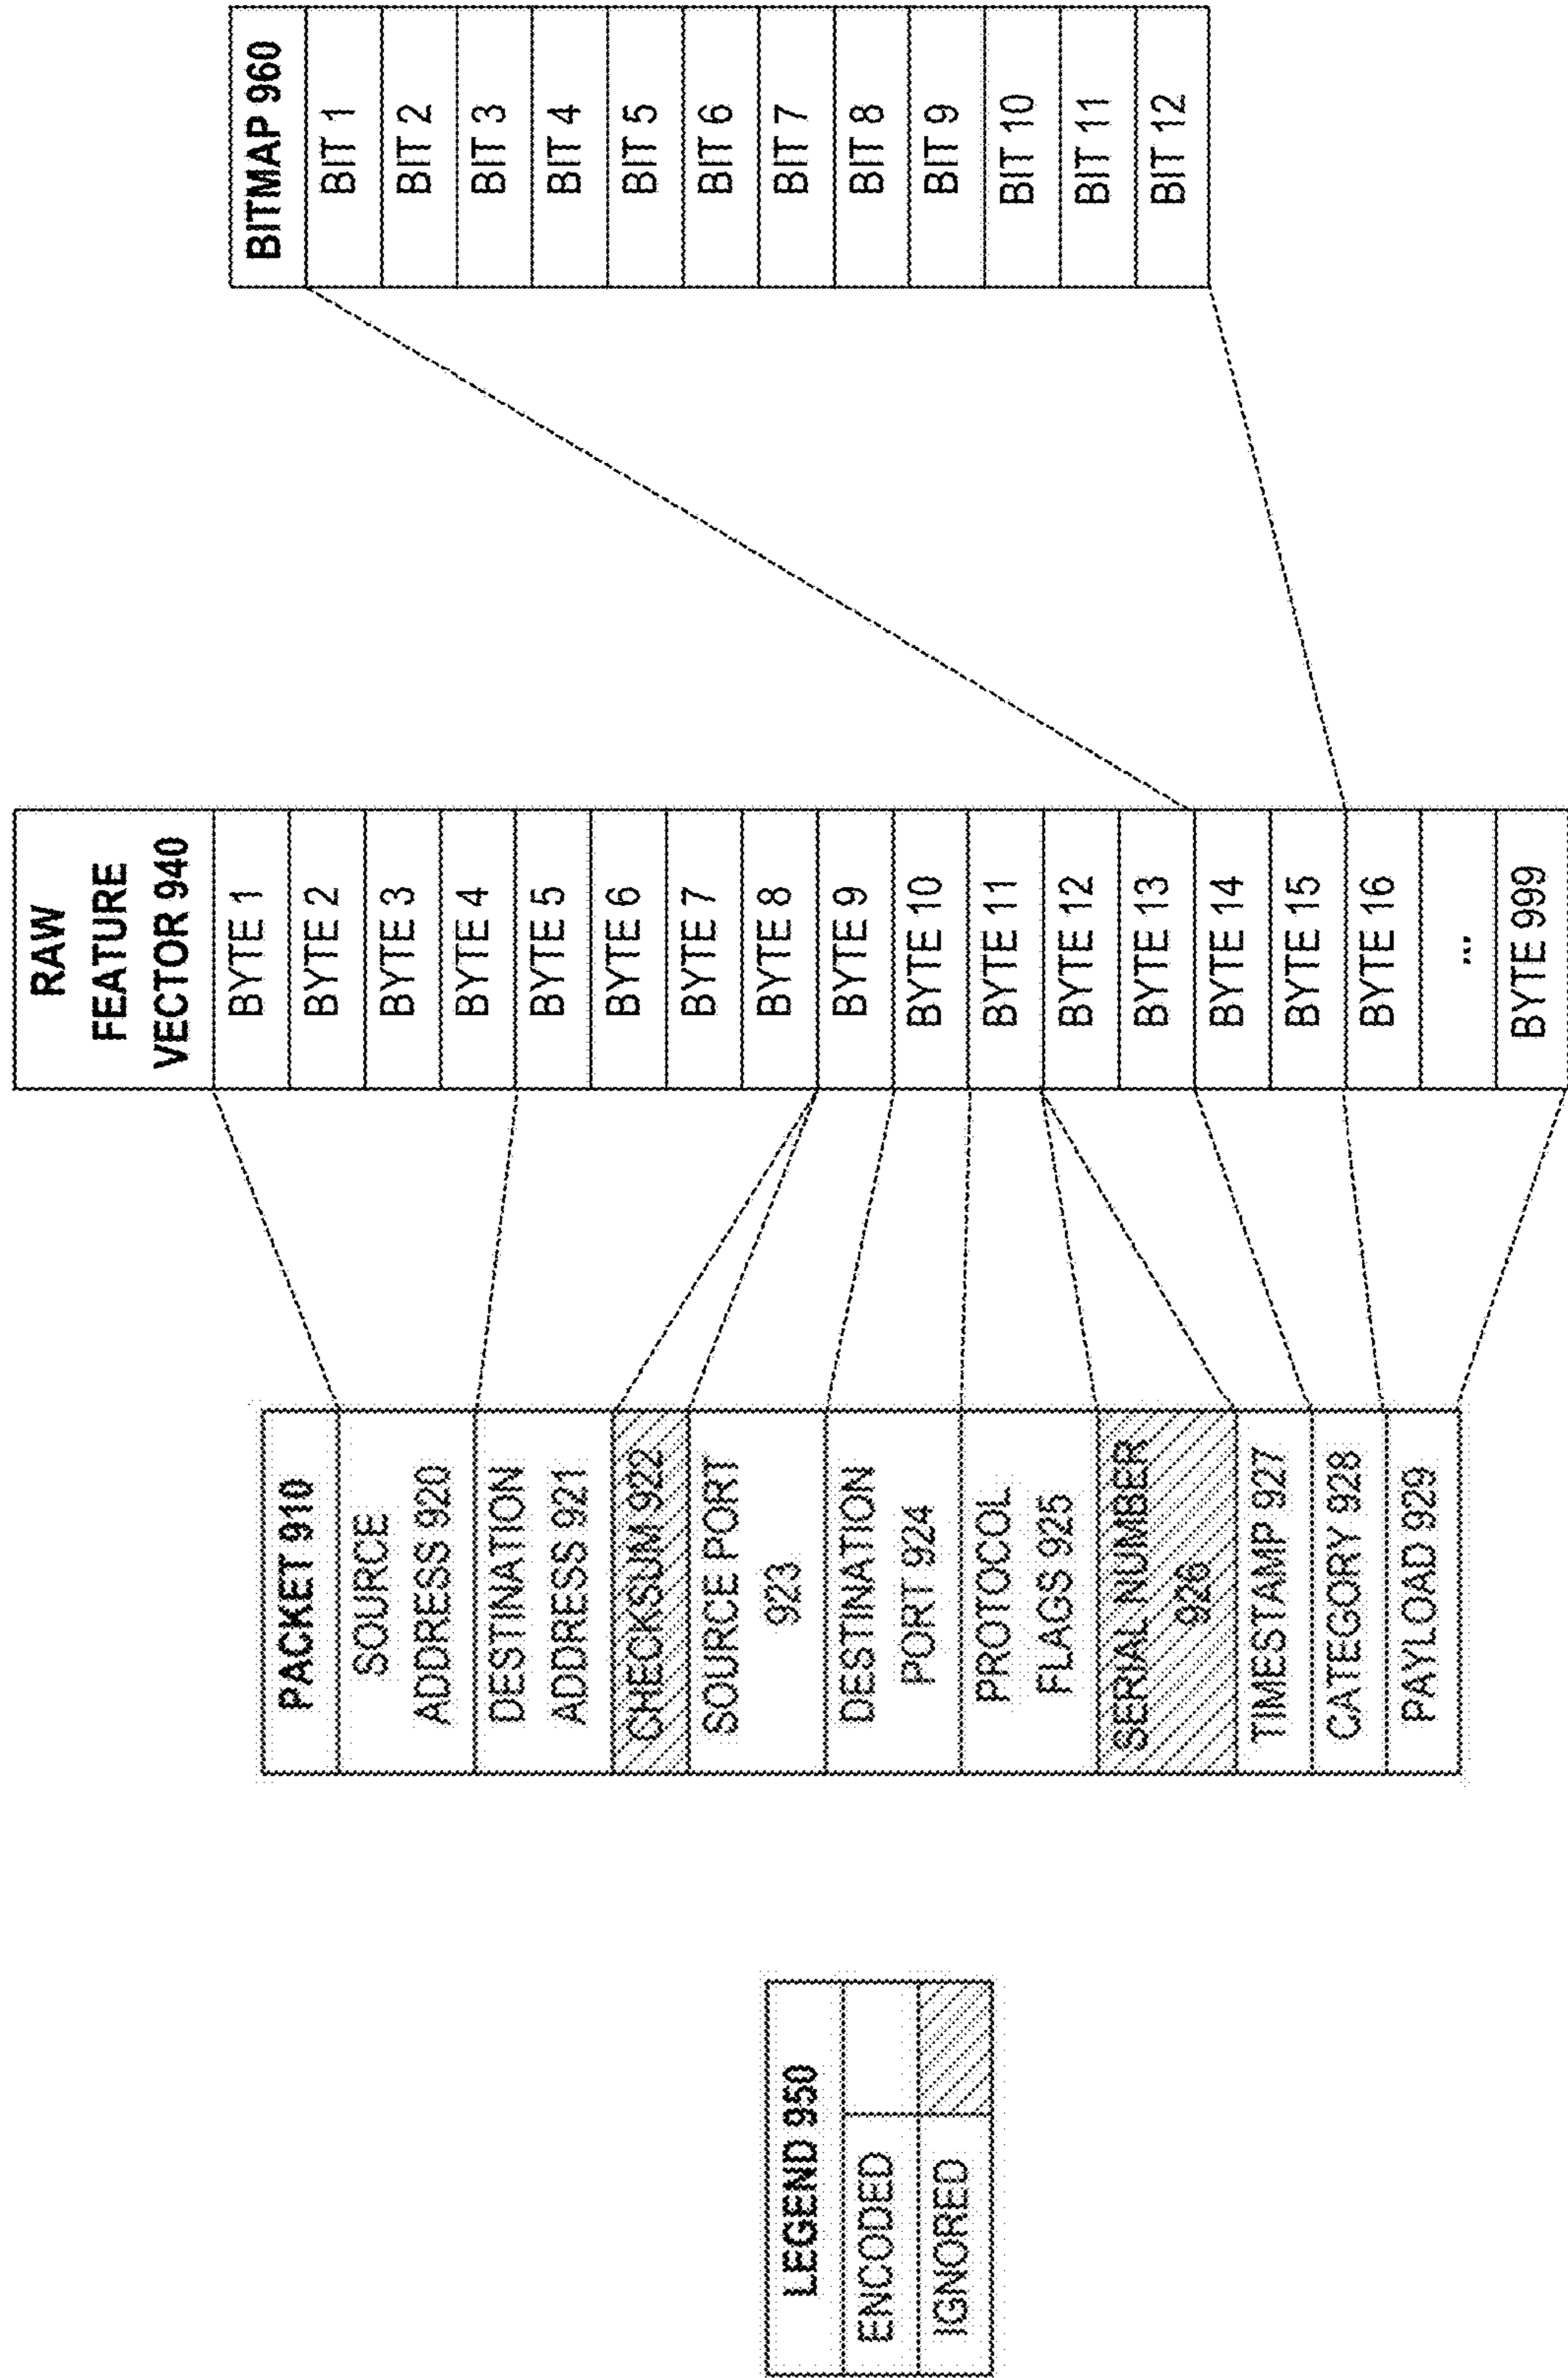 LEGEND 950
ENCODED
IGNORED
PACKET 910
SOURCE
ADDRESS 920
DESTINATION
ADDRESS 921
CHECKSUM 922
SOURCE PORT
923
DESTINATION
PORT 924
PROTOCOL
FLAGS 925
SERIAL NUMBER
926
TIMESTAMP 927
CATEGORY 928
PAYLOAD 929
RAW
FEATURE
VECTOR 940
BYTE 1
BYTE 2
BYTE 3
BYTE 4
BYTE 5
BYTE 6
BYTE 7
BYTE 8
BYTE 9
BYTE 10
BYTE 11
BYTE 12
BYTE 13
BYTE 14
BYTE 15
BYTE 16
...
BYTE 999
BITMAP 960
BIT 1
BIT 2
BIT 3
BIT 4
BIT 5
BIT 6
BIT 7
BIT 8
BIT 9
BIT 10
BIT 11
BIT 12